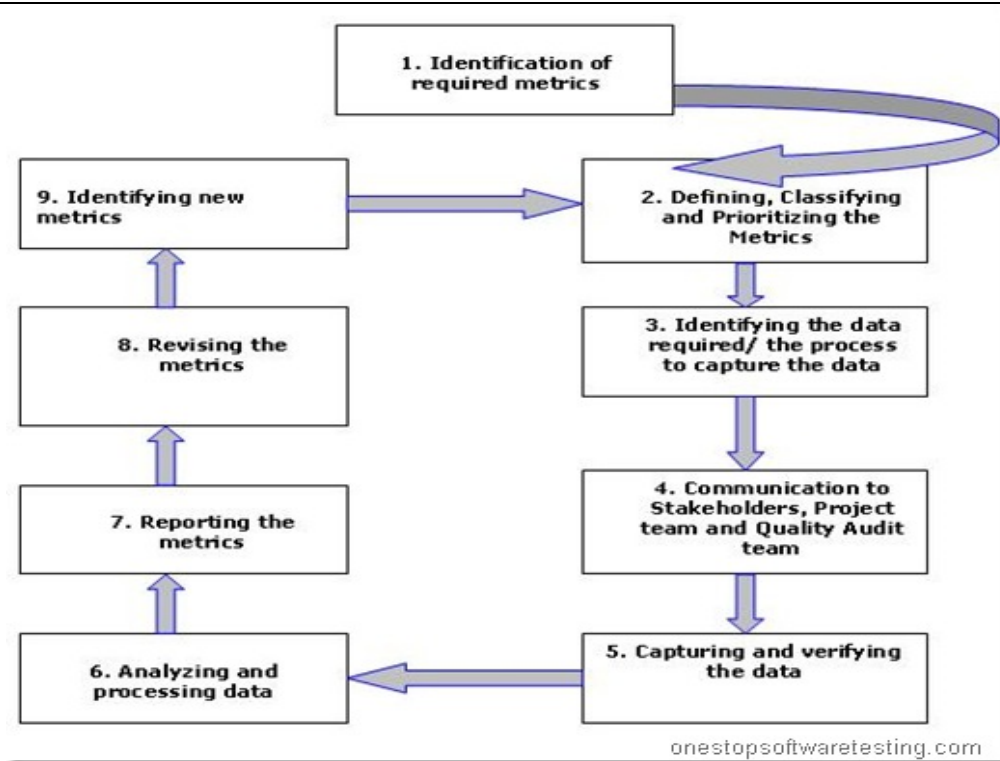 1. Identification of
required metrics
2. Defining, Classifying
and Prioritizing the
Metrics
3. Identifying the data
required/ the process
to capture the data
4. Communication to
Stakeholders, Project
team and Quality Audit
team
5. Capturing and verifying
the data
6. Analyzing and
processing data
7. Reporting the
metrics
8. Revising the
metrics
9. Identifying new
metrics
onestopsoftwaretesting.com